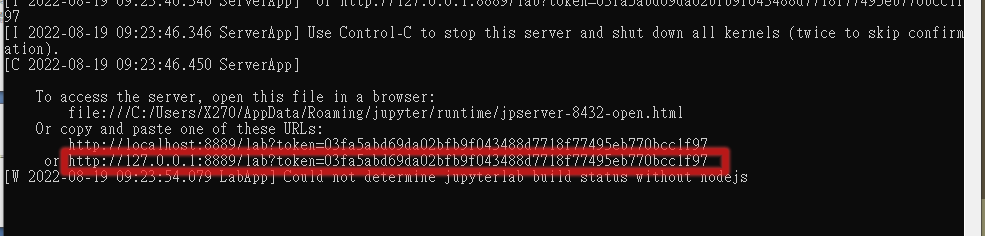 97
[I 2022-08-19 09:23:46.346 ServerApp] Use Control-C to stop this server and shut down all kernels (twice to skip confirm
ation).
[C 2022-08-19 09:23:46.450 ServerApp]
To access the server, open this file in a browser:
file:///C:/Users/X270/AppData/Roaming/jupyter/runtime/jpserver-8432-open.html
Or copy and paste one of these URLs:
http://localhost:8889/lab?token=03fa5abd69da02bfb9f043488d7718f77495eb770bcc1f97
or http://127.0.0.1:8889/lab?token=03fa5abd69da02bfb9f043488d7718f77495eb770bcc1f97
[W 2022-08-19 09:23:54.079 LabApp] Could not determine jupyterlab build status without nodejs